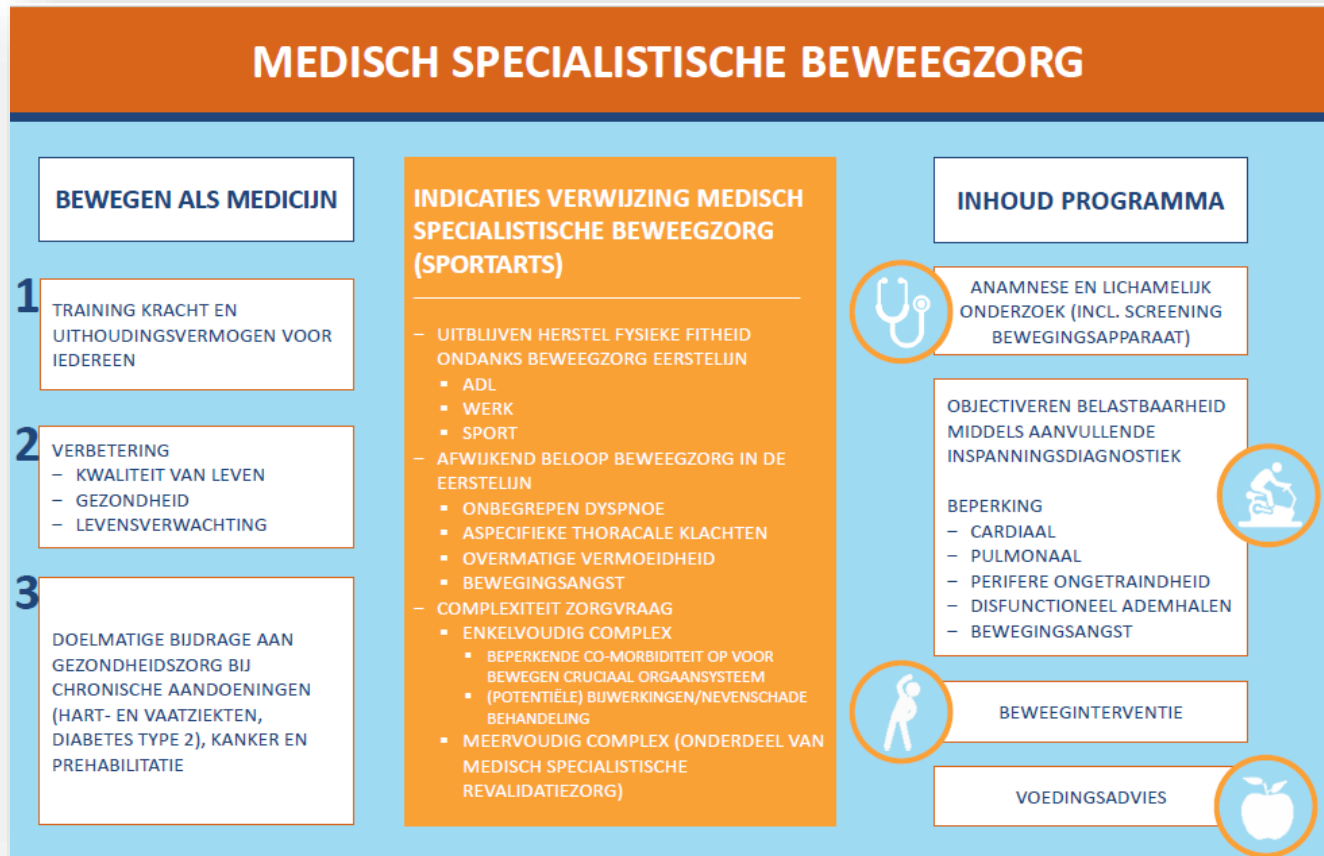 MEDISCH SPECIALISTISCHE BEWEEGZORG
BEWEGEN ALS MEDICIJN
1
TRAINING KRACHT EN
UITHOUDINGSVERMOGEN VOOR
IEDEREEN
2
VERBETERING
– KWALITEIT VAN LEVEN
– GEZONDHEID
– LEVENSVERWACHTING
3
DOELMATIGE BIJDRAGE AAN
GEZONDHEIDSZORG BIJ
CHRONISCHE AANDOENINGEN
(HART- EN VAATZIEKTEN,
DIABETES TYPE 2), KANKER EN
PREHABILITATIE
INDICATIES VERWIJZING MEDISCH
SPECIALISTISCHE BEWEEGZORG
(SPORTARTS)
– UITBLIJVEN HERSTEL FYSIEKE FITHEID
ONDANKS BEWEEGZORG EERSTELIJN
▪ ADL
▪ WERK
▪ SPORT
– AFWIJKEND BELOOP BEWEEGZORG IN DE
EERSTELIJN
▪ ONBEGREPEN DYSPNOE
▪ ASPECIFIEKE THORACALE KLACHTEN
▪ OVERMATIGE VERMOEIDHEID
▪ BEWEGINGSANGST
– COMPLEXITEIT ZORGVRAAG
▪ ENKELVOUDIG COMPLEX
▪ BEPERKENDE CO-MORBIDITEIT OP VOOR
BEWEGEN CRUCIAAL ORGAANSYSTEEM
▪ (POTENTIËLE) BIJWERKINGEN/NEVENSCHADE
BEHANDELING
▪ MEERVOUDIG COMPLEX (ONDERDEEL VAN
MEDISCH SPECIALISTISCHE
REVALIDATIEZORG)
INHOUD PROGRAMMA
ANAMNESE EN LICHAMELIJK
ONDERZOEK (INCL. SCREENING
BEWEGINGSAPPARAAT)
OBJECTIVEREN BELASTBAARHEID
MIDDELS AANVULLENDE
INSPANNINGSDIAGNOSTIEK
BEPERKING
– CARDIAAL
– PULMONAAL
– PERIFERE ONGETRAINDHEID
– DISFUNCTIONEEL ADEMHALEN
– BEWEGINGSANGST
BEWEEGINTERVENTIE
VOEDINGSADVIES